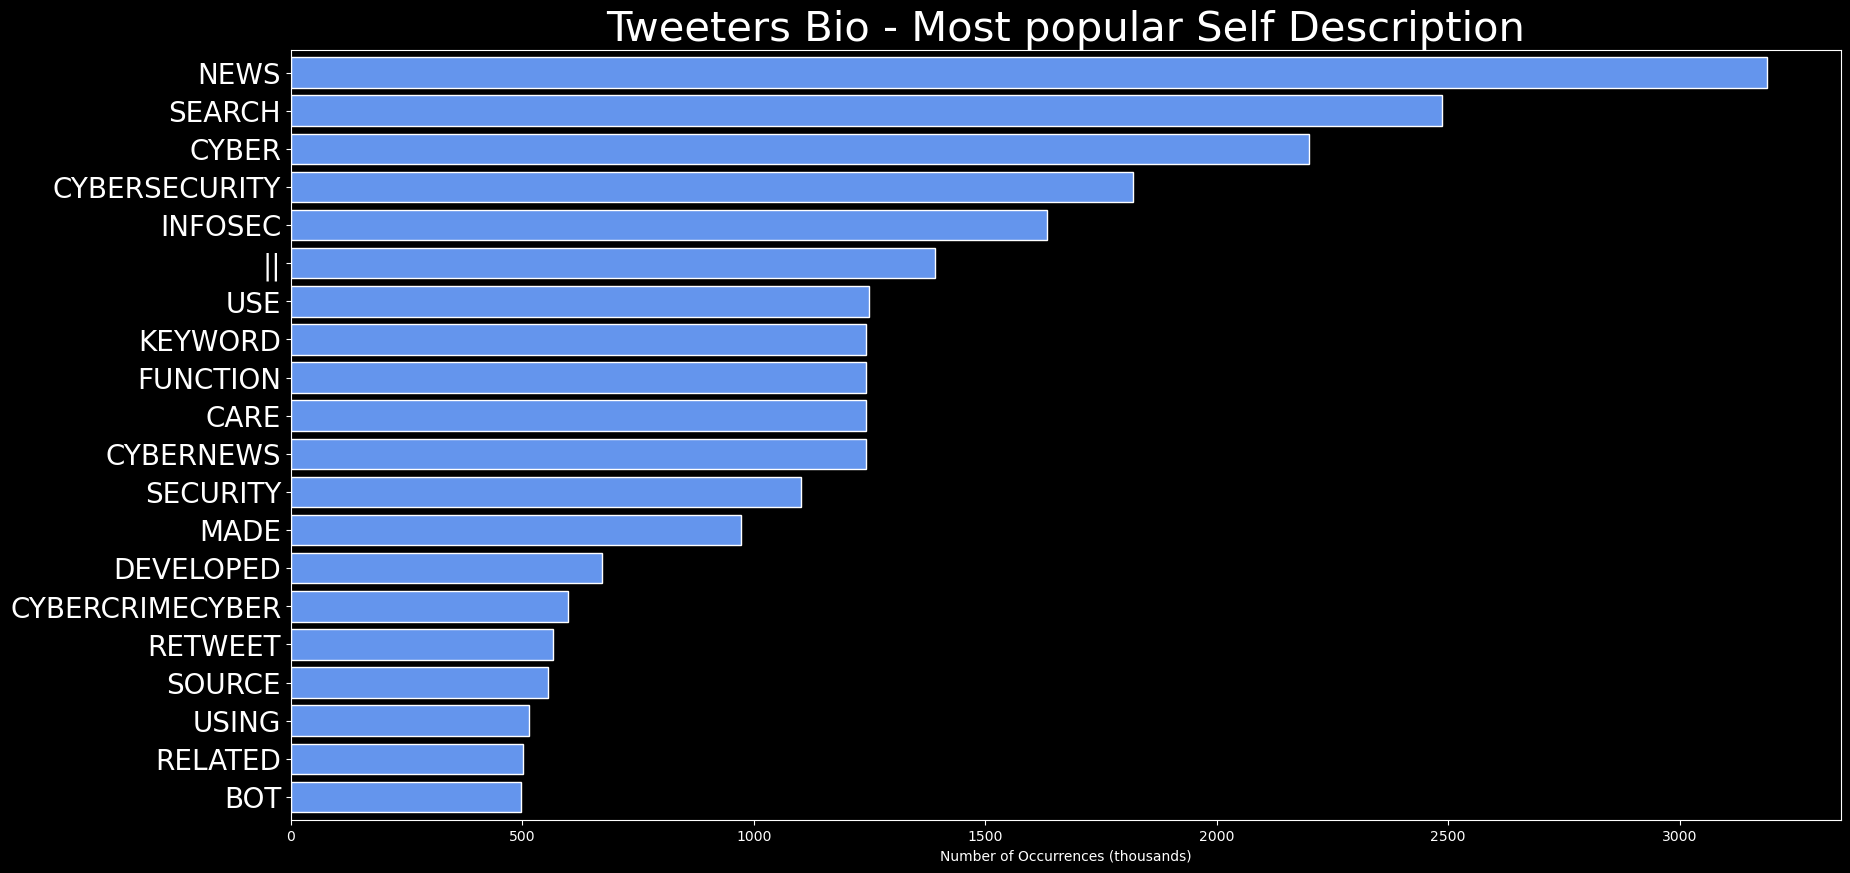 Tweeters Bio - Most popular Self Description
NEWS
SEARCH
CYBER
CYBERSECURITY
INFOSEC
||
USE
KEYWORD
FUNCTION
CARE
CYBERNEWS
SECURITY
MADE
DEVELOPED
CYBERCRIMECYBER
RETWEET
SOURCE
USING
RELATED
BOT
0 500 1000 1500 2000 2500 3000
Number of Occurrences (thousands)